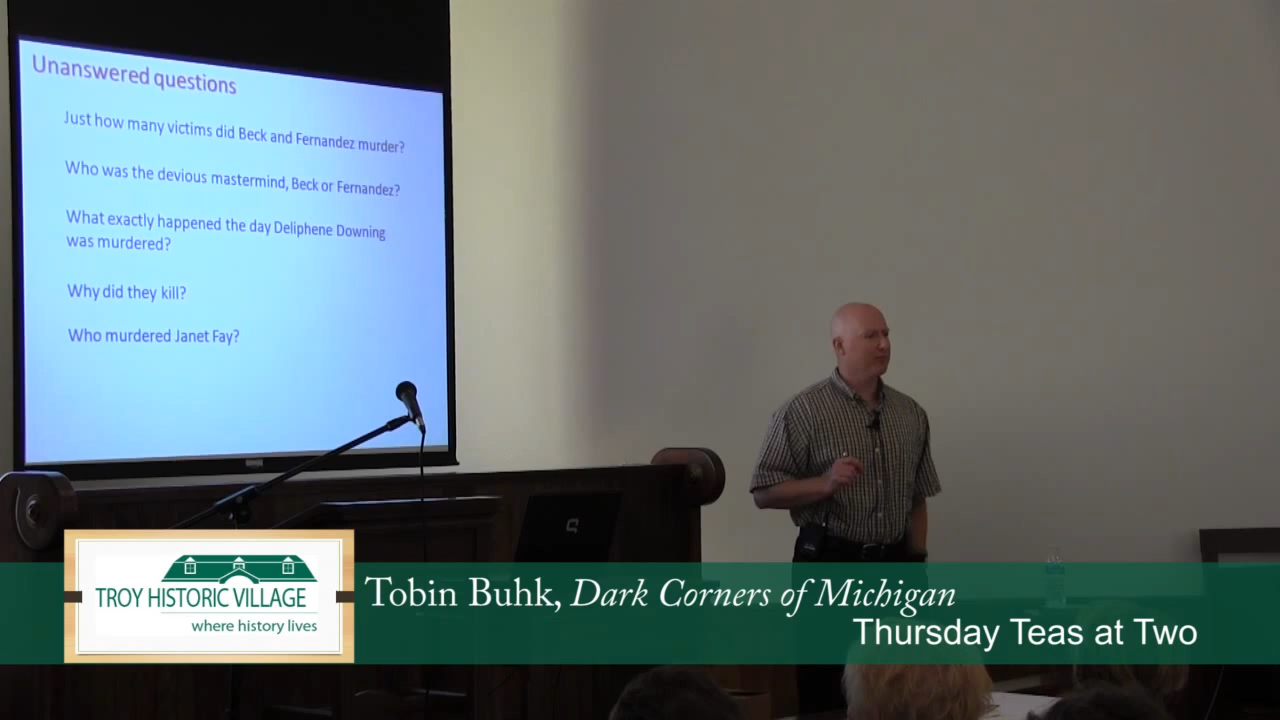 Unanswered questions
Just how many victims did Beck and Fernandez murder?
Who was the devious mastermind, Beck or Fernandez?
What exactly happened the day Deliphene Downing
was murdered?
Why did they kill?
Who murdered Janet Fay?
TROY HISTORIC VILLAGE
where history lives
Tobin Buhk, Dark Corners of Michigan
Thursday Teas at Two